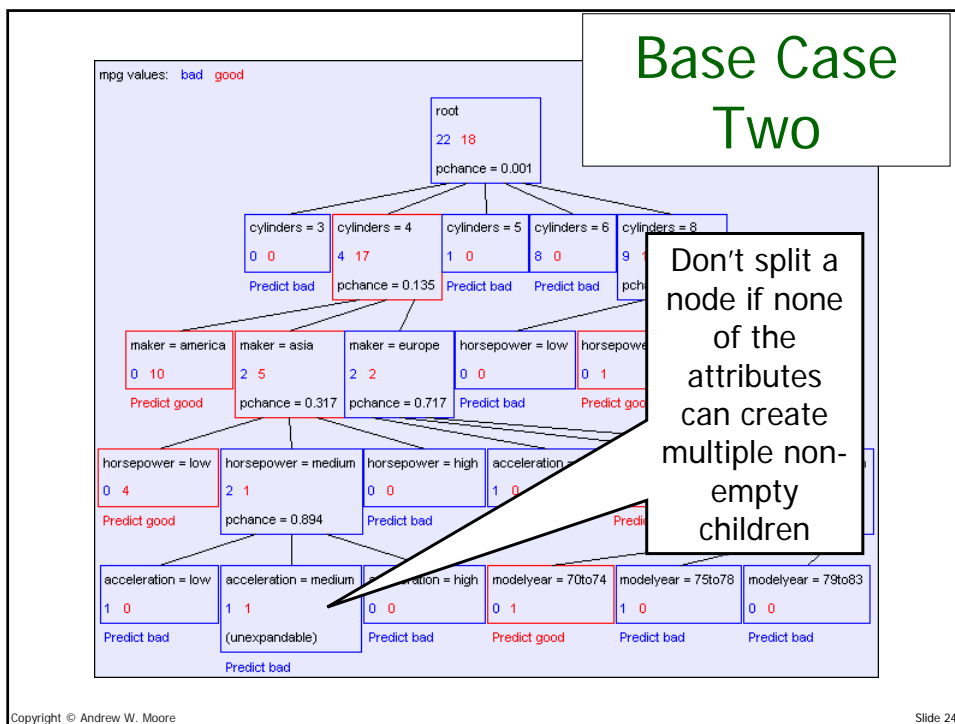 Base Case
Two
mpg values: bad good
root
22 18
pchance = 0.001
cylinders = 3
0 0
Predict bad
cylinders = 4
4 17
pchance = 0.135
cylinders = 5
1 0
Predict bad
cylinders = 6
8 0
Predict bad
cylinders = 8
9
maker = america
0 10
Predict good
maker = asia
2 5
pchance = 0.317
maker = europe
2 2
pchance = 0.717
horsepower = low
0 0
Predict bad
0 1
horsepower = low
0 4
Predict good
horsepower = medium
2 1
pchance = 0.894
horsepower = high
0 0
Predict bad
acceleration =
1 0
Predict bad
acceleration = low
1 0
Predict bad
acceleration = medium
1 1
(unexpandable)
Predict bad
= high
0 0
Predict bad
modelyear = 70to74
0 1
Predict good
modelyear = 75to78
1 0
Predict bad
modelyear = 79to83
0 0
Predict bad
Don't split a
node if none
of the
attributes
can create
multiple non-
empty
children
Copyright © Andrew W. Moore
Slide 24